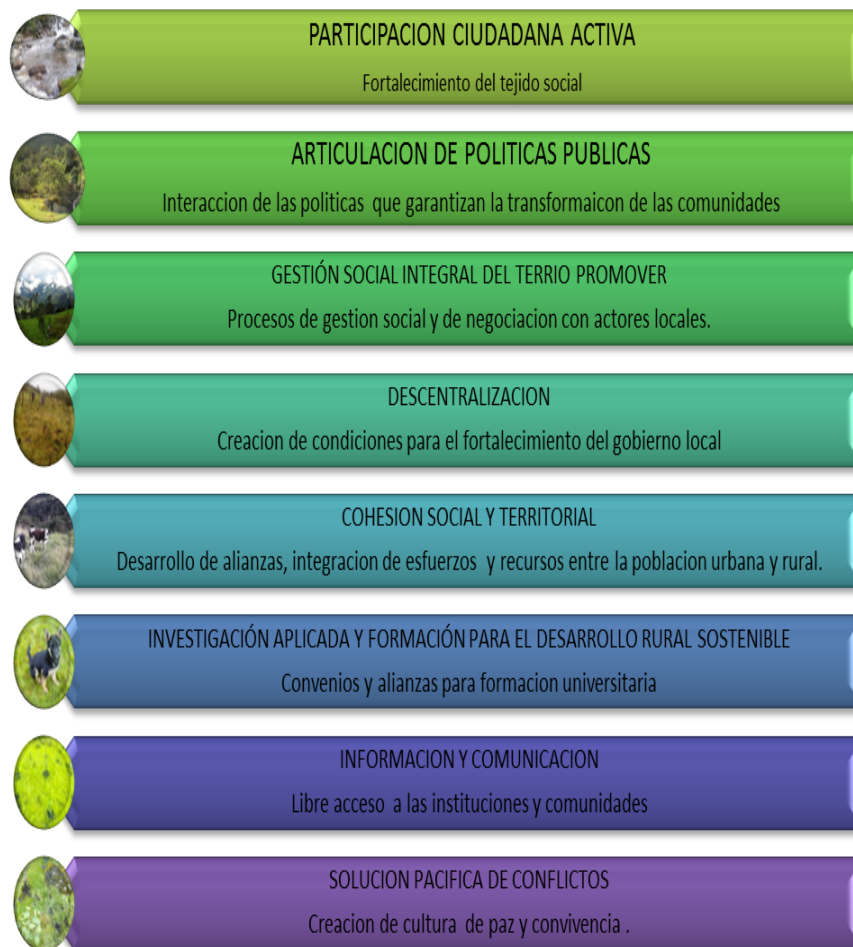 PARTICIPACION CIUDADANA ACTIVA
Fortalecimiento del tejido social
ARTICULACION DE POLITICAS PUBLICAS
Interaccion de las politicas que garantizan la transformaicon de las comunidades
GESTIÓN SOCIAL INTEGRAL DEL TERRIO PROMOVER
Procesos de gestion social y de negociacion con actores locales.
DESCENTRALIZACION
Creacion de condiciones para el fortalecimiento del gobierno local
COHESION SOCIAL Y TERRITORIAL
Desarrollo de alianzas, integracion de esfuerzos y recursos entre la poblacion urbana y rural.
INVESTIGACIÓN APLICADA Y FORMACIÓN PARA EL DESARROLLO RURAL SOSTENIBLE
Convenios y alianzas para formacion universitaria
INFORMACION Y COMUNICACION
Libre acceso a las instituciones y comunidades
SOLUCION PACIFICA DE CONFLICTOS
Creacion de cultura de paz y convivencia .